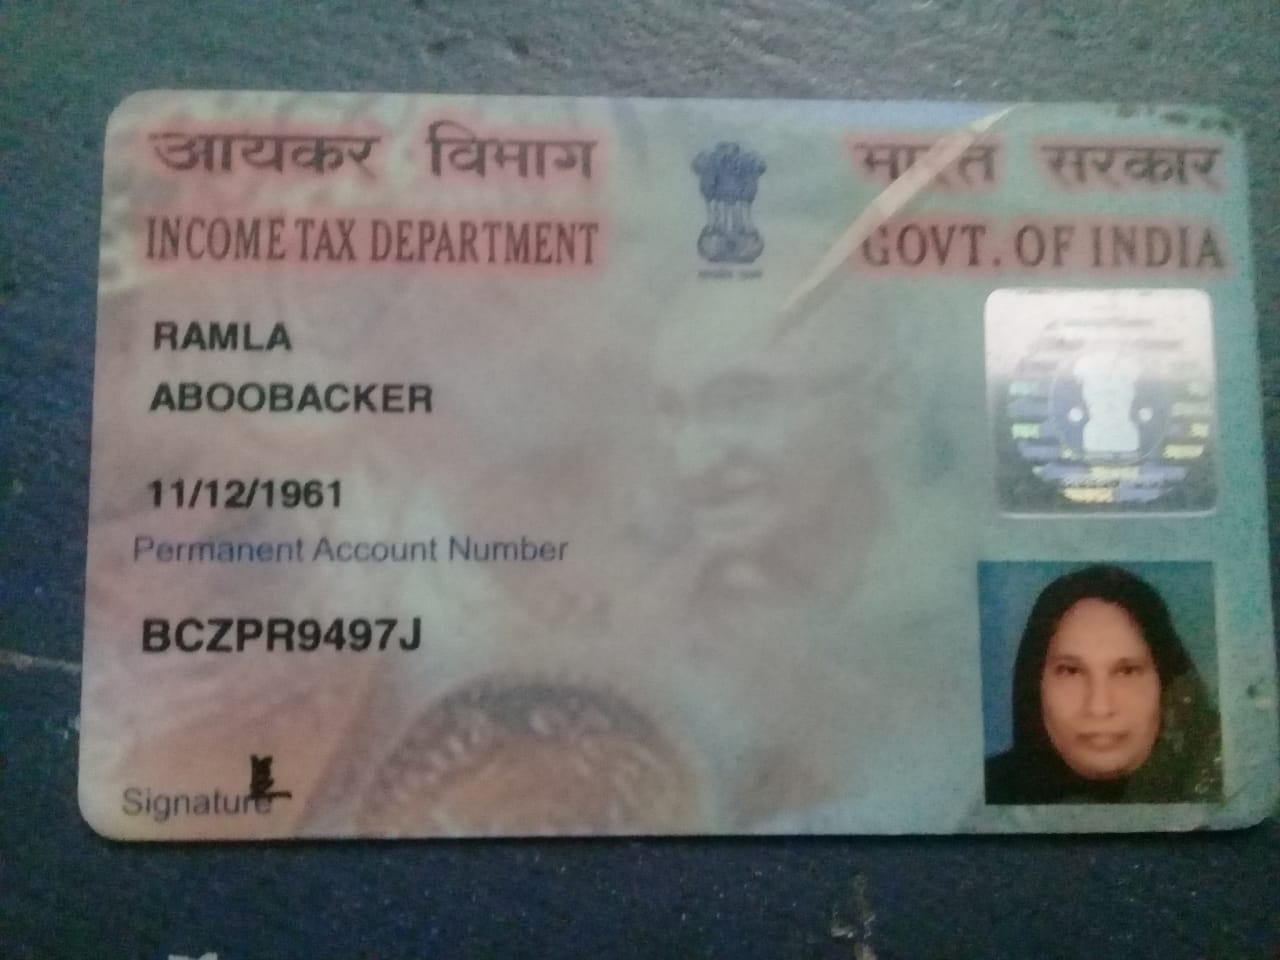 आयकर विभाग
INCOME TAX DEPARTMENT
भारत सरकार
GOVT. OF INDIA
RAMLA
ABOOBACKER
11/12/1961
Permanent Account Number
BCZPR9497J
Signature